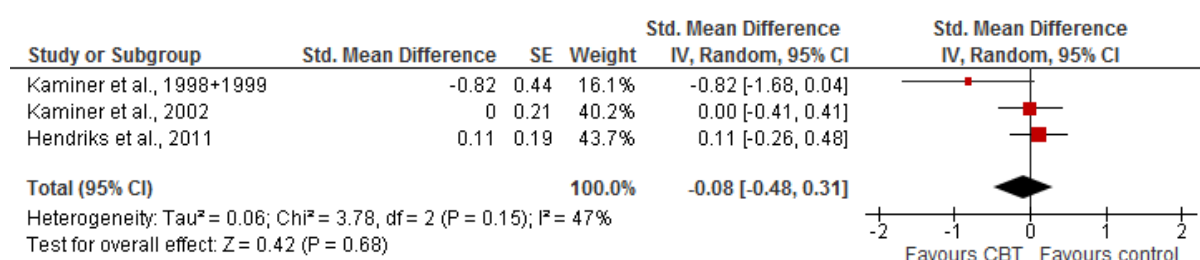 Std. Mean Difference Std. Mean Difference
Study or Subgroup Std. Mean Difference SE Weight IV, Random, 95% CI IV, Random, 95% CI
Kaminer et al., 1998+1999 -0.82 0.44 16.1% -0.82 [-1.68, 0.04]
Kaminer et al., 2002 0 0.21 40.2% 0.00 [-0.41, 0.41]
Hendriks et al., 2011 0.11 0.19 43.7% 0.11 [-0.26, 0.48]
Total (95% CI) 100.0% -0.08 [-0.48, 0.31]
Heterogeneity: Tau² = 0.06; Chi² = 3.78, df = 2 (P = 0.15); I² = 47%
Test for overall effect: Z = 0.42 (P = 0.68)
-2 -1 0 1 2
Favours CBT Favours control